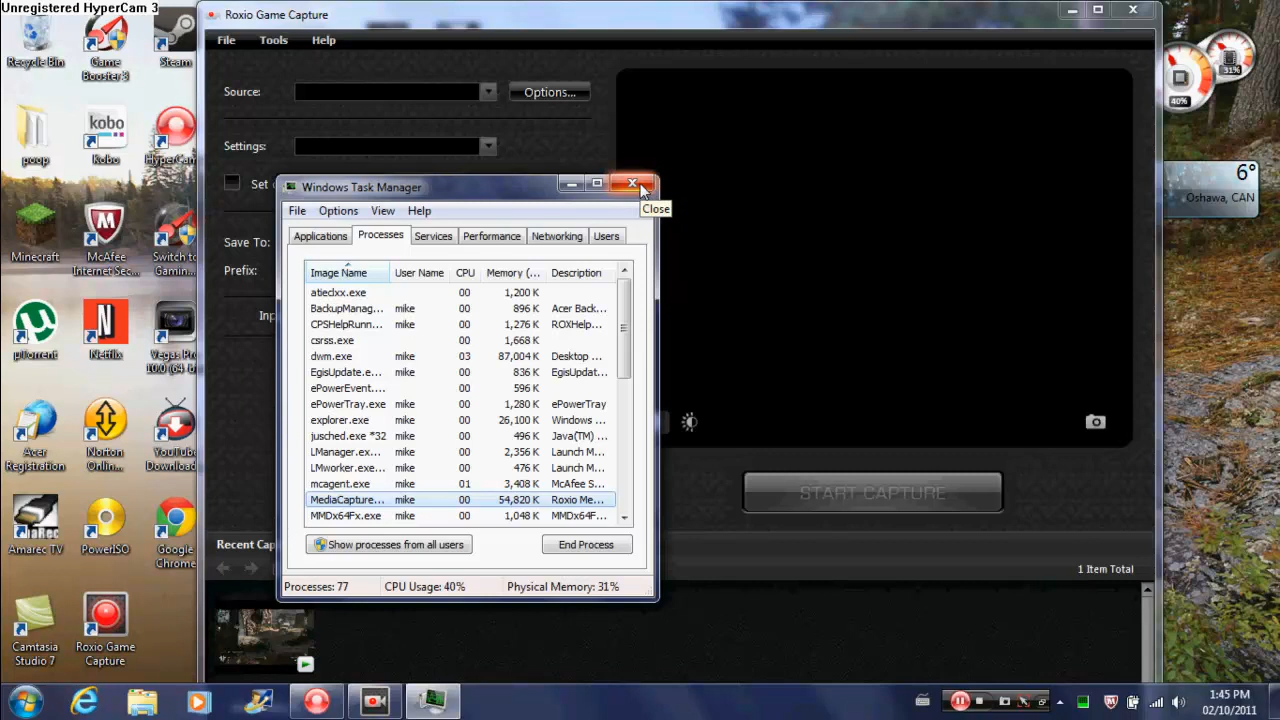 Unregistered HyperCam 3
Roxio Game Capture
File Tools Help
Recycle Bin
Game Booster3
Steam
poop
kobo
Kobo
HyperCam
Minecraft
McAfee Internet Sec...
Switch to Gamin...
µTorrent
Netflix
Vegas Pro 10.0 (64-b
Acer Registration
Norton Onlin...
YouTube Download
Amarec TV
PowerISO
Google Chrome
Camtasia Studio 7
Roxio Game Capture
Source:
Options...
Settings:
Set
Save To:
Prefix:
Inp
START CAPTURE
Recent Cap
1 Item Total
Windows Task Manager
Close
File Options View Help
Applications Processes Services Performance Networking Users
Image Name User Name CPU Memory (... Description
atieclxx.exe 00 1,200 K
BackupManag... mike 00 896 K Acer Back...
CPSHelpRunn... mike 00 1,276 K ROXHelp...
csrss.exe 00 1,668 K
dwm.exe mike 03 87,004 K Desktop ...
EgisUpdate.e... mike 00 836 K EgisUpdat...
ePowerEvent.... 00 596 K
ePowerTray.exe mike 00 1,280 K ePowerTray
explorer.exe mike 00 26,100 K Windows ...
jusched.exe *32 mike 00 496 K Java(TM) ...
LManager.ex... mike 00 2,356 K Launch M...
LMworker.exe... mike 00 476 K Launch M...
mcagent.exe mike 01 3,408 K McAfee S...
MediaCapture... mike 00 54,820 K Roxio Me...
MMDx64Fx.exe mike 00 1,048 K MMDx64F...
Show processes from all users
End Process
Processes: 77 CPU Usage: 40% Physical Memory: 31%
31%
40%
6°
Oshawa, CAN
1:45 PM
02/10/2011